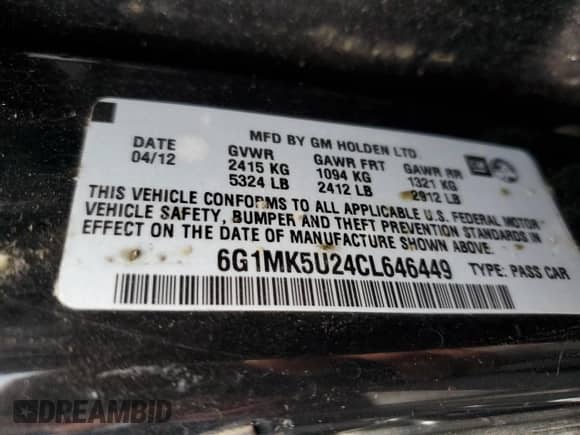 MFD BY GM HOLDEN LTD.
DATE GVWR GAWR FRT GAWR RR
04/12 2415 KG 1094 KG 1321 KG
5324 LB 2412 LB 2912 LB
THIS VEHICLE CONFORMS TO ALL APPLICABLE U.S. FEDERAL MOTOR
VEHICLE SAFETY, BUMPER AND THEFT PREVENTION STANDARDS IN
EFFECT ON THE DATE OF MANUFACTURE SHOWN ABOVE.
6G1MK5U24CL646449 TYPE: PASS CAR
DREAMBID